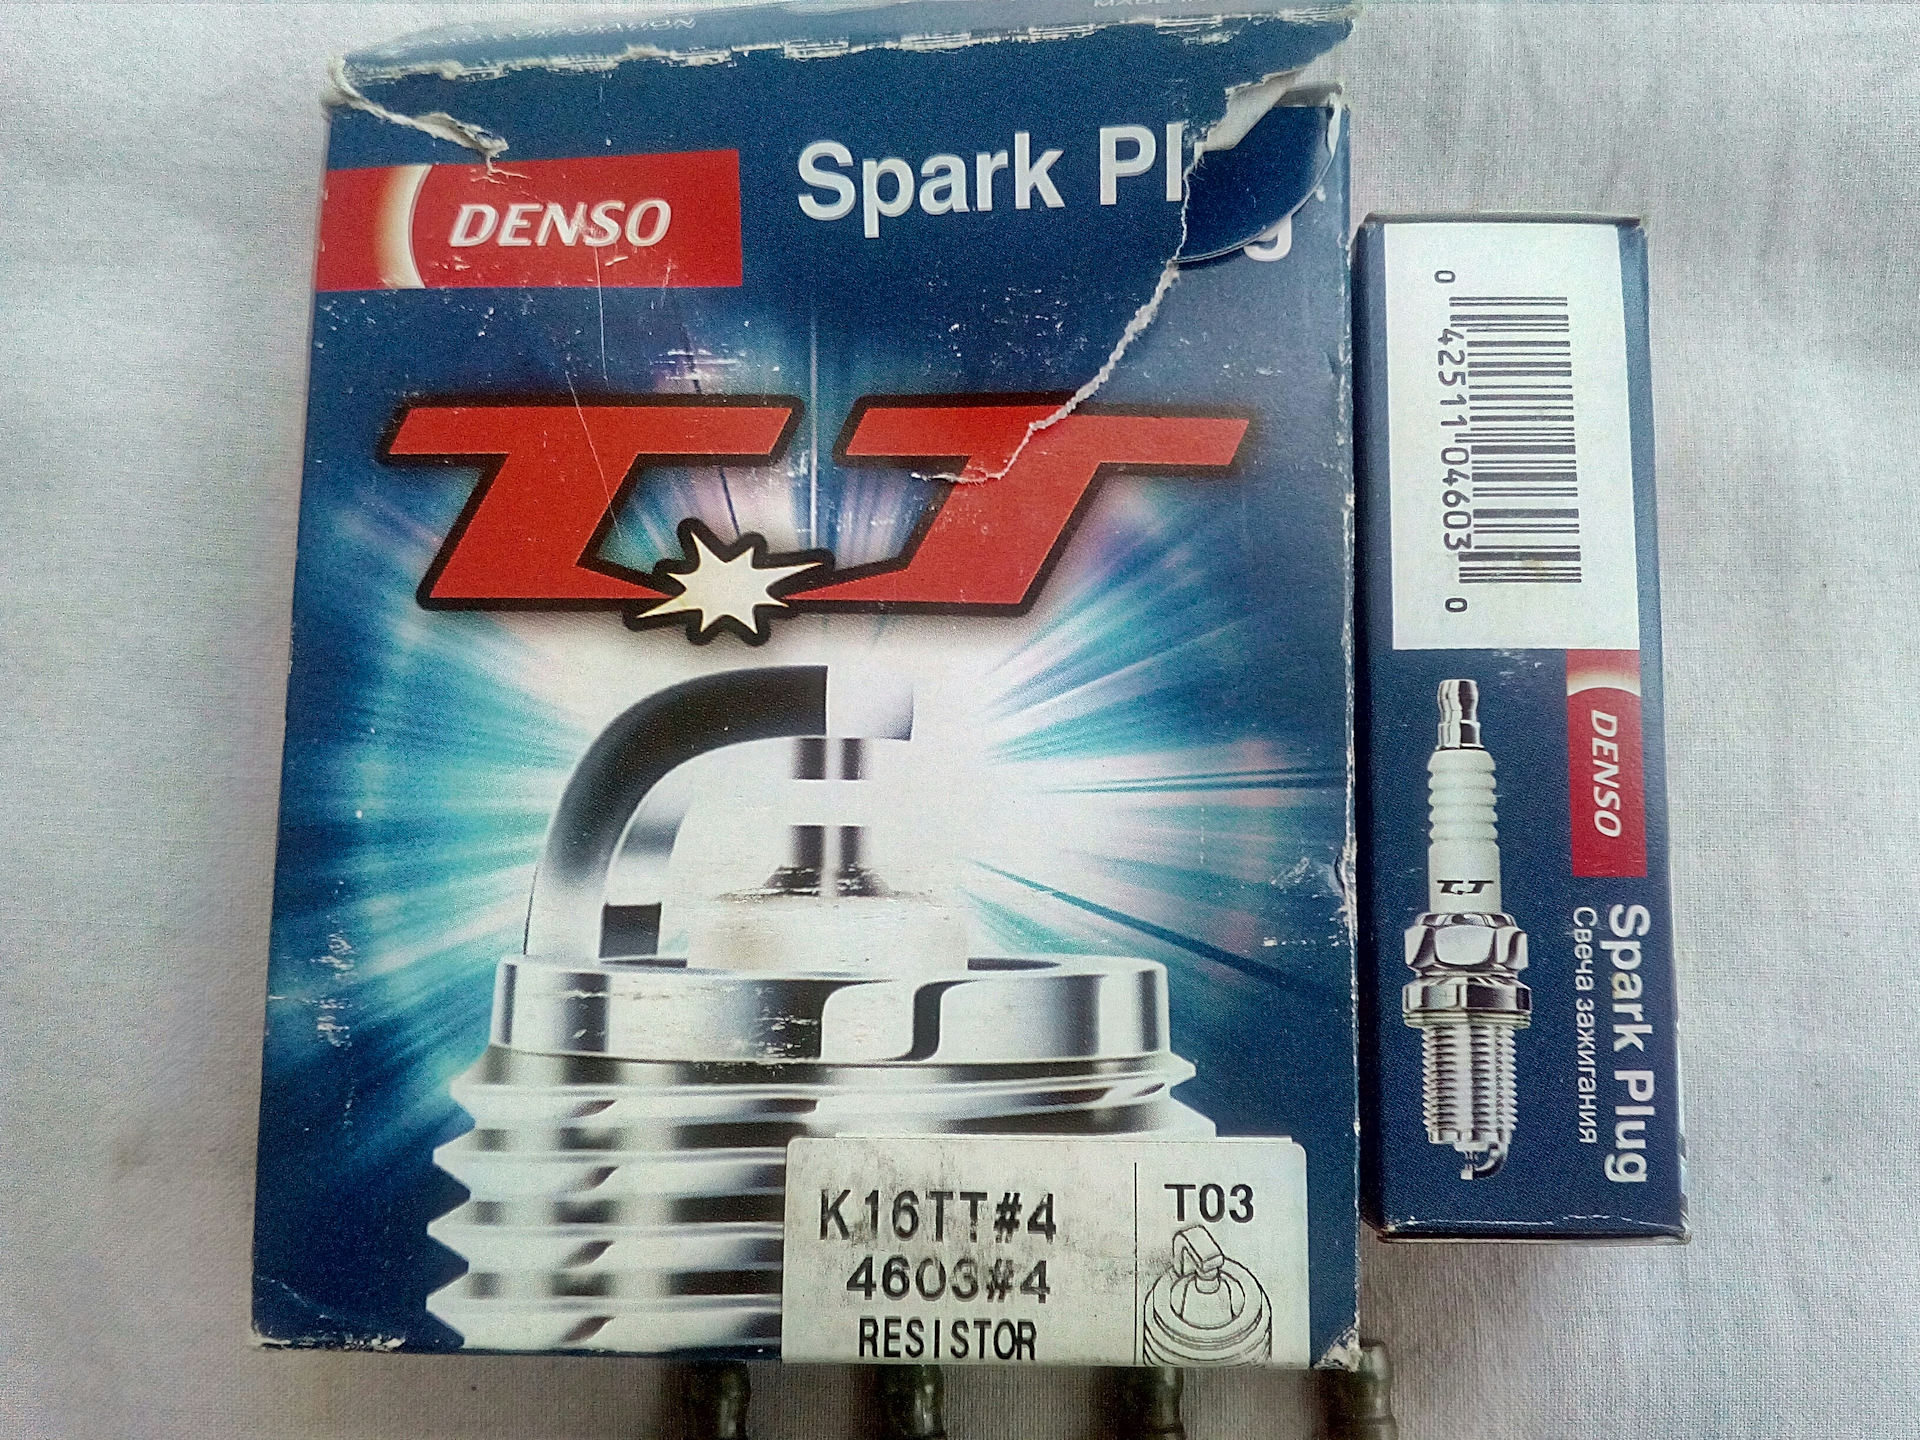 DENSO
Spark Pl g
TT
K16TT#4
4603#4
RESISTOR
T03
0 42511 04603 0
DENSO
Spark Plug
Свеча зажигания
TT